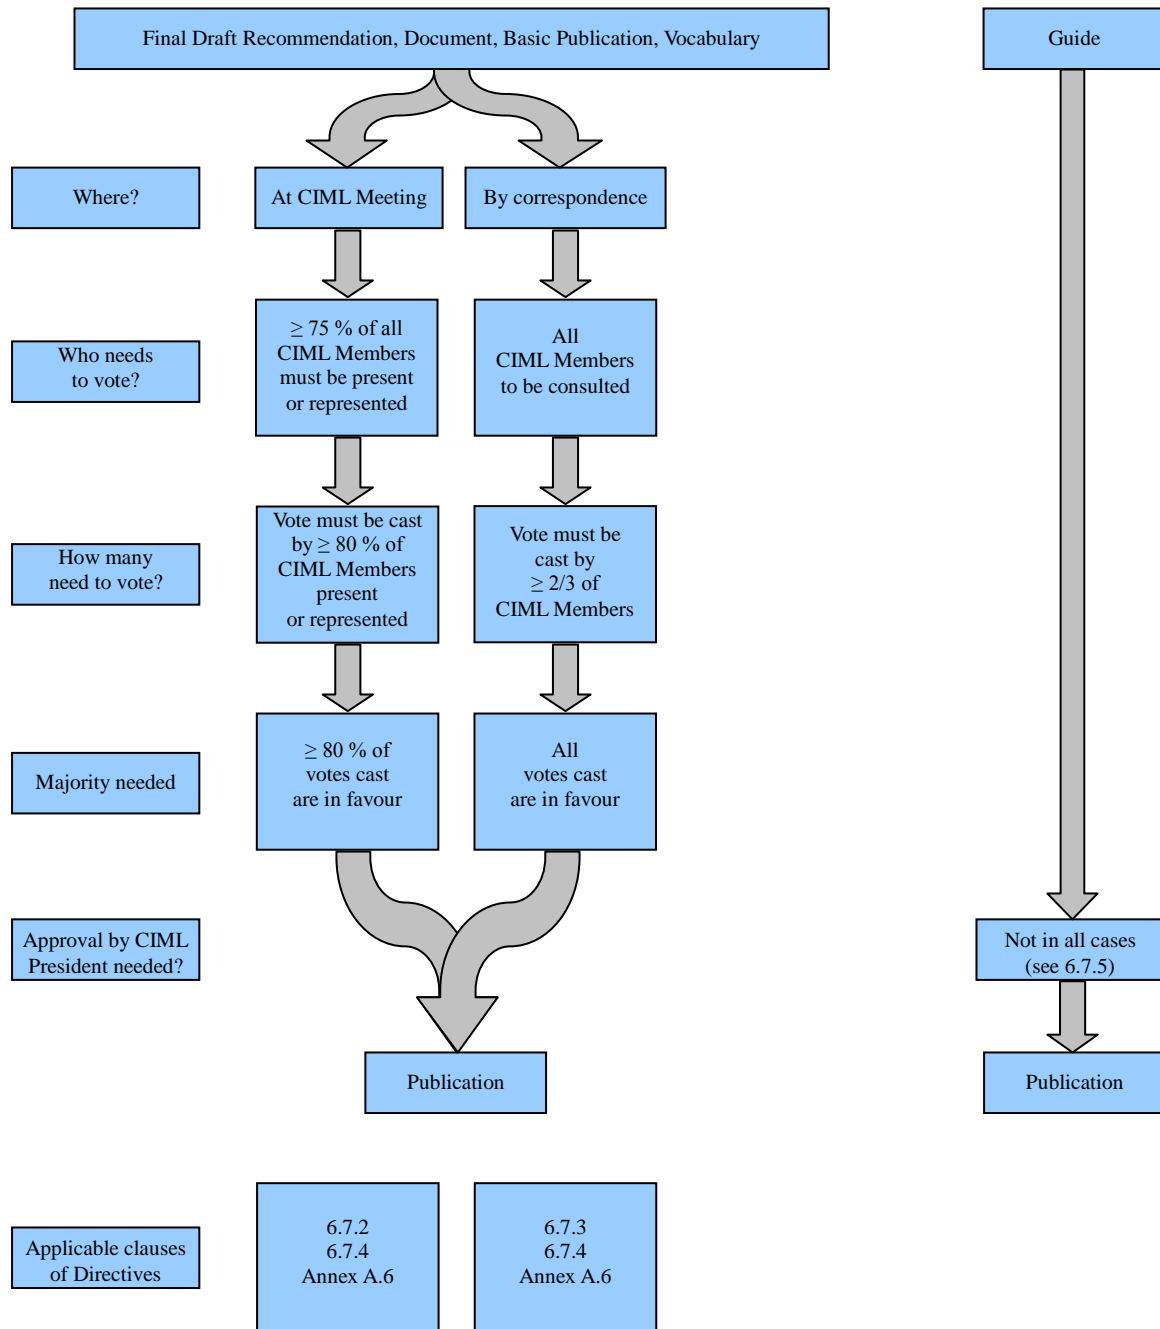 Final Draft Recommendation, Document, Basic Publication, Vocabulary
Guide
Where?
At CIML Meeting
By correspondence
Who needs
to vote?
≥ 75 % of all
CIML Members
must be present
or represented
All
CIML Members
to be consulted
How many
need to vote?
Vote must be cast
by ≥ 80 % of
CIML Members
present
or represented
Vote must be
cast by
≥ 2/3 of
CIML Members
Majority needed
≥ 80 % of
votes cast
are in favour
All
votes cast
are in favour
Approval by CIML
President needed?
Not in all cases
(see 6.7.5)
Publication
Publication
Applicable clauses
of Directives
6.7.2
6.7.4
Annex A.6
6.7.3
6.7.4
Annex A.6